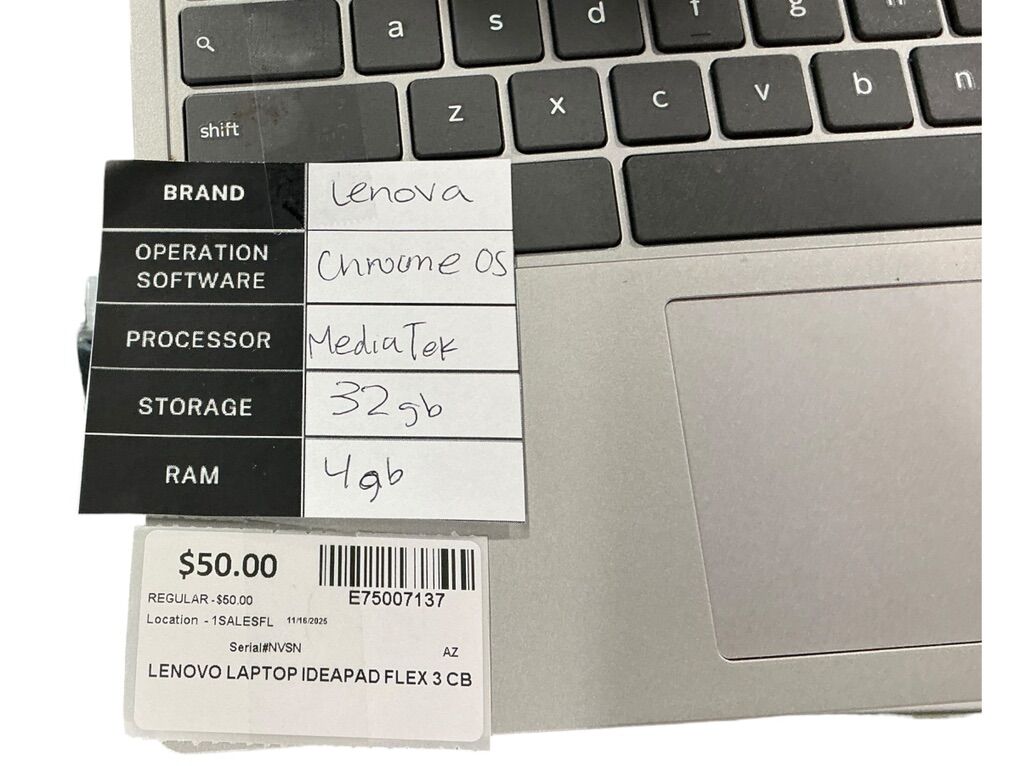 a s d f g h
shift z x c v b n
BRAND Lenova
OPERATION
SOFTWARE Chroome OS
PROCESSOR MediaTek
STORAGE 32gb
RAM 4gb
$50.00
E75007137
REGULAR -$50.00
Location - 1SALESFL 11/16/2025
Serial#NVSN AZ
LENOVO LAPTOP IDEAPAD FLEX 3 CB